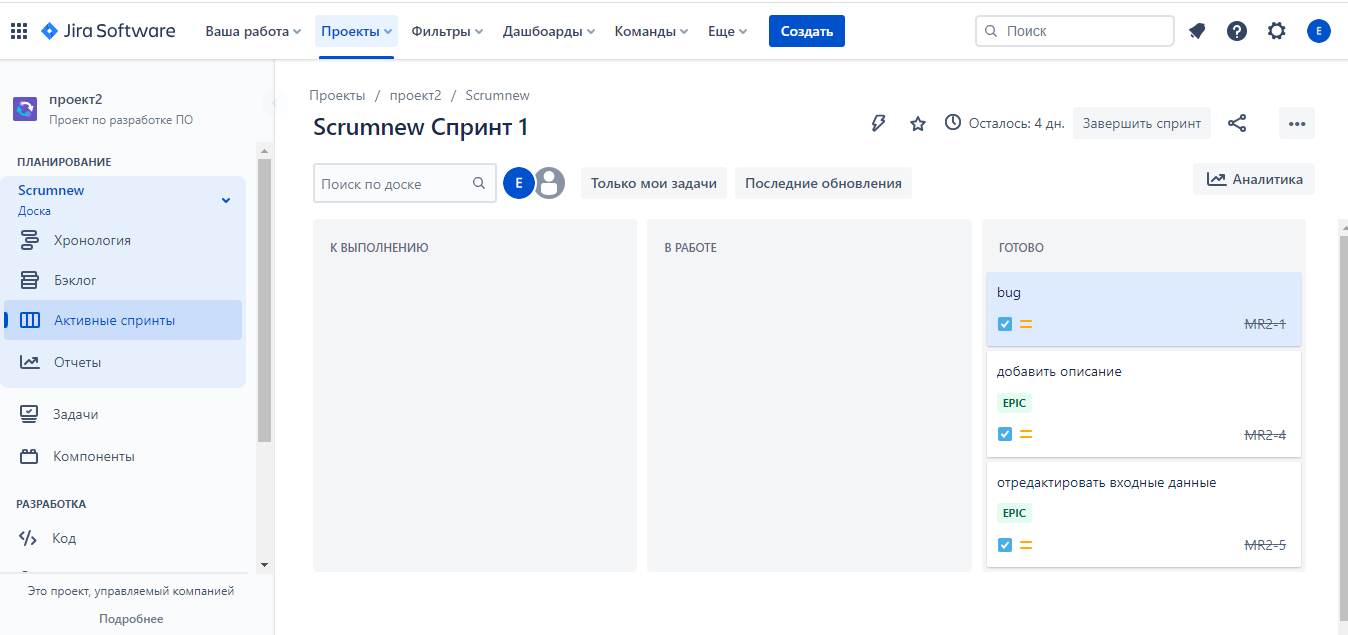 Jira Software Ваша работа Проекты Фильтры Дашбоарды Команды Еще Создать Поиск E
проект2
Проект по разработке ПО
ПЛАНИРОВАНИЕ
Scrumnew
Доска
Хронология
Бэклог
Активные спринты
Отчеты
Задачи
Компоненты
РАЗРАБОТКА
Код
Это проект, управляемый компанией
Подробнее
Проекты / проект2 / Scrumnew
Scrumnew Спринт 1
Осталось: 4 дн. Завершить спринт
Поиск по доске E Только мои задачи Последние обновления Аналитика
К ВЫПОЛНЕНИЮ
В РАБОТЕ
ГОТОВО
bug
MR2-1
добавить описание
EPIC
MR2-4
отредактировать входные данные
EPIC
MR2-5